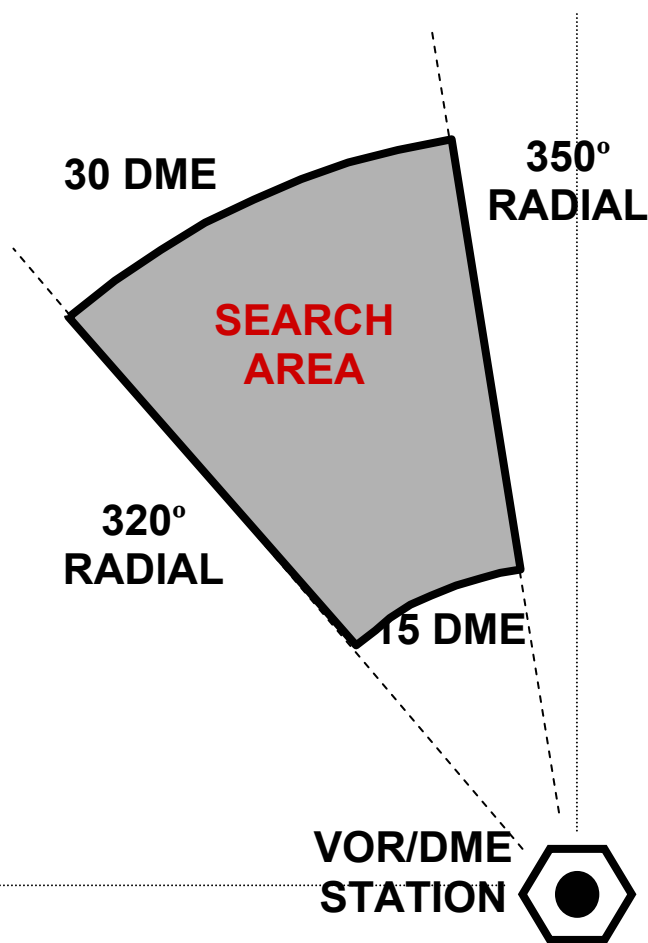 30 DME
350º
RADIAL
SEARCH
AREA
320º
RADIAL
15 DME
VOR/DME
STATION